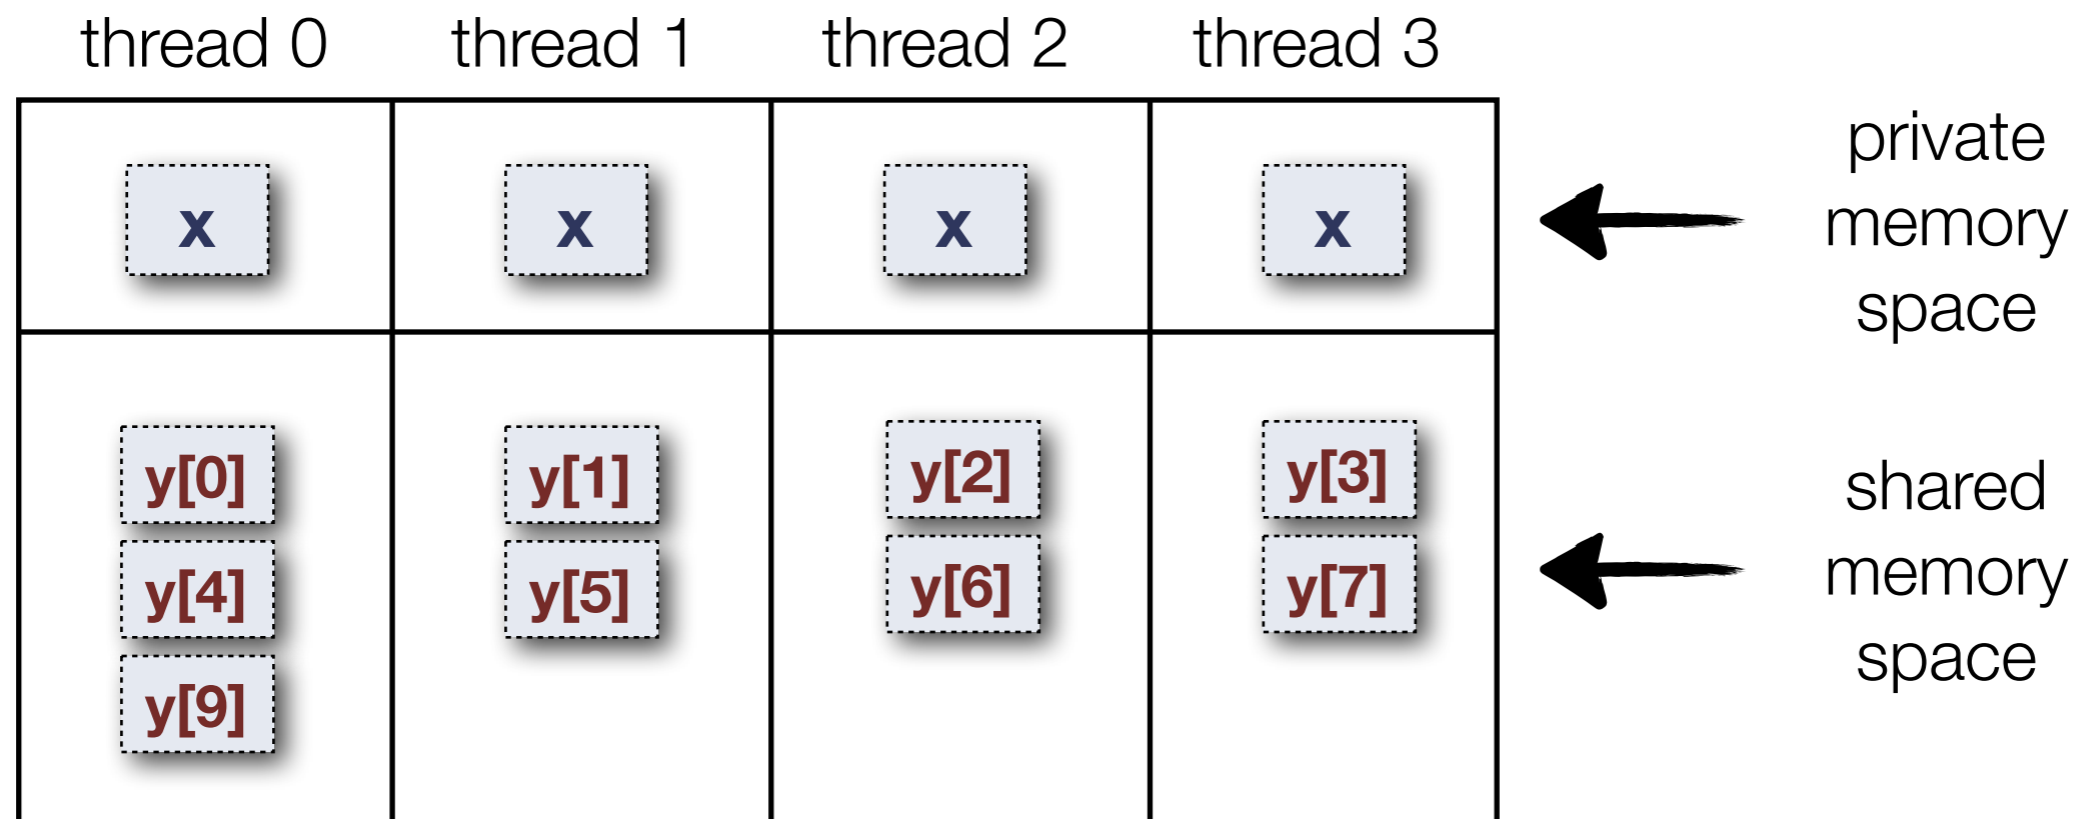 thread 0 thread 1 thread 2 thread 3
x x x x
private
memory
space
y[0] y[1] y[2] y[3]
y[4] y[5] y[6] y[7]
y[9]
shared
memory
space